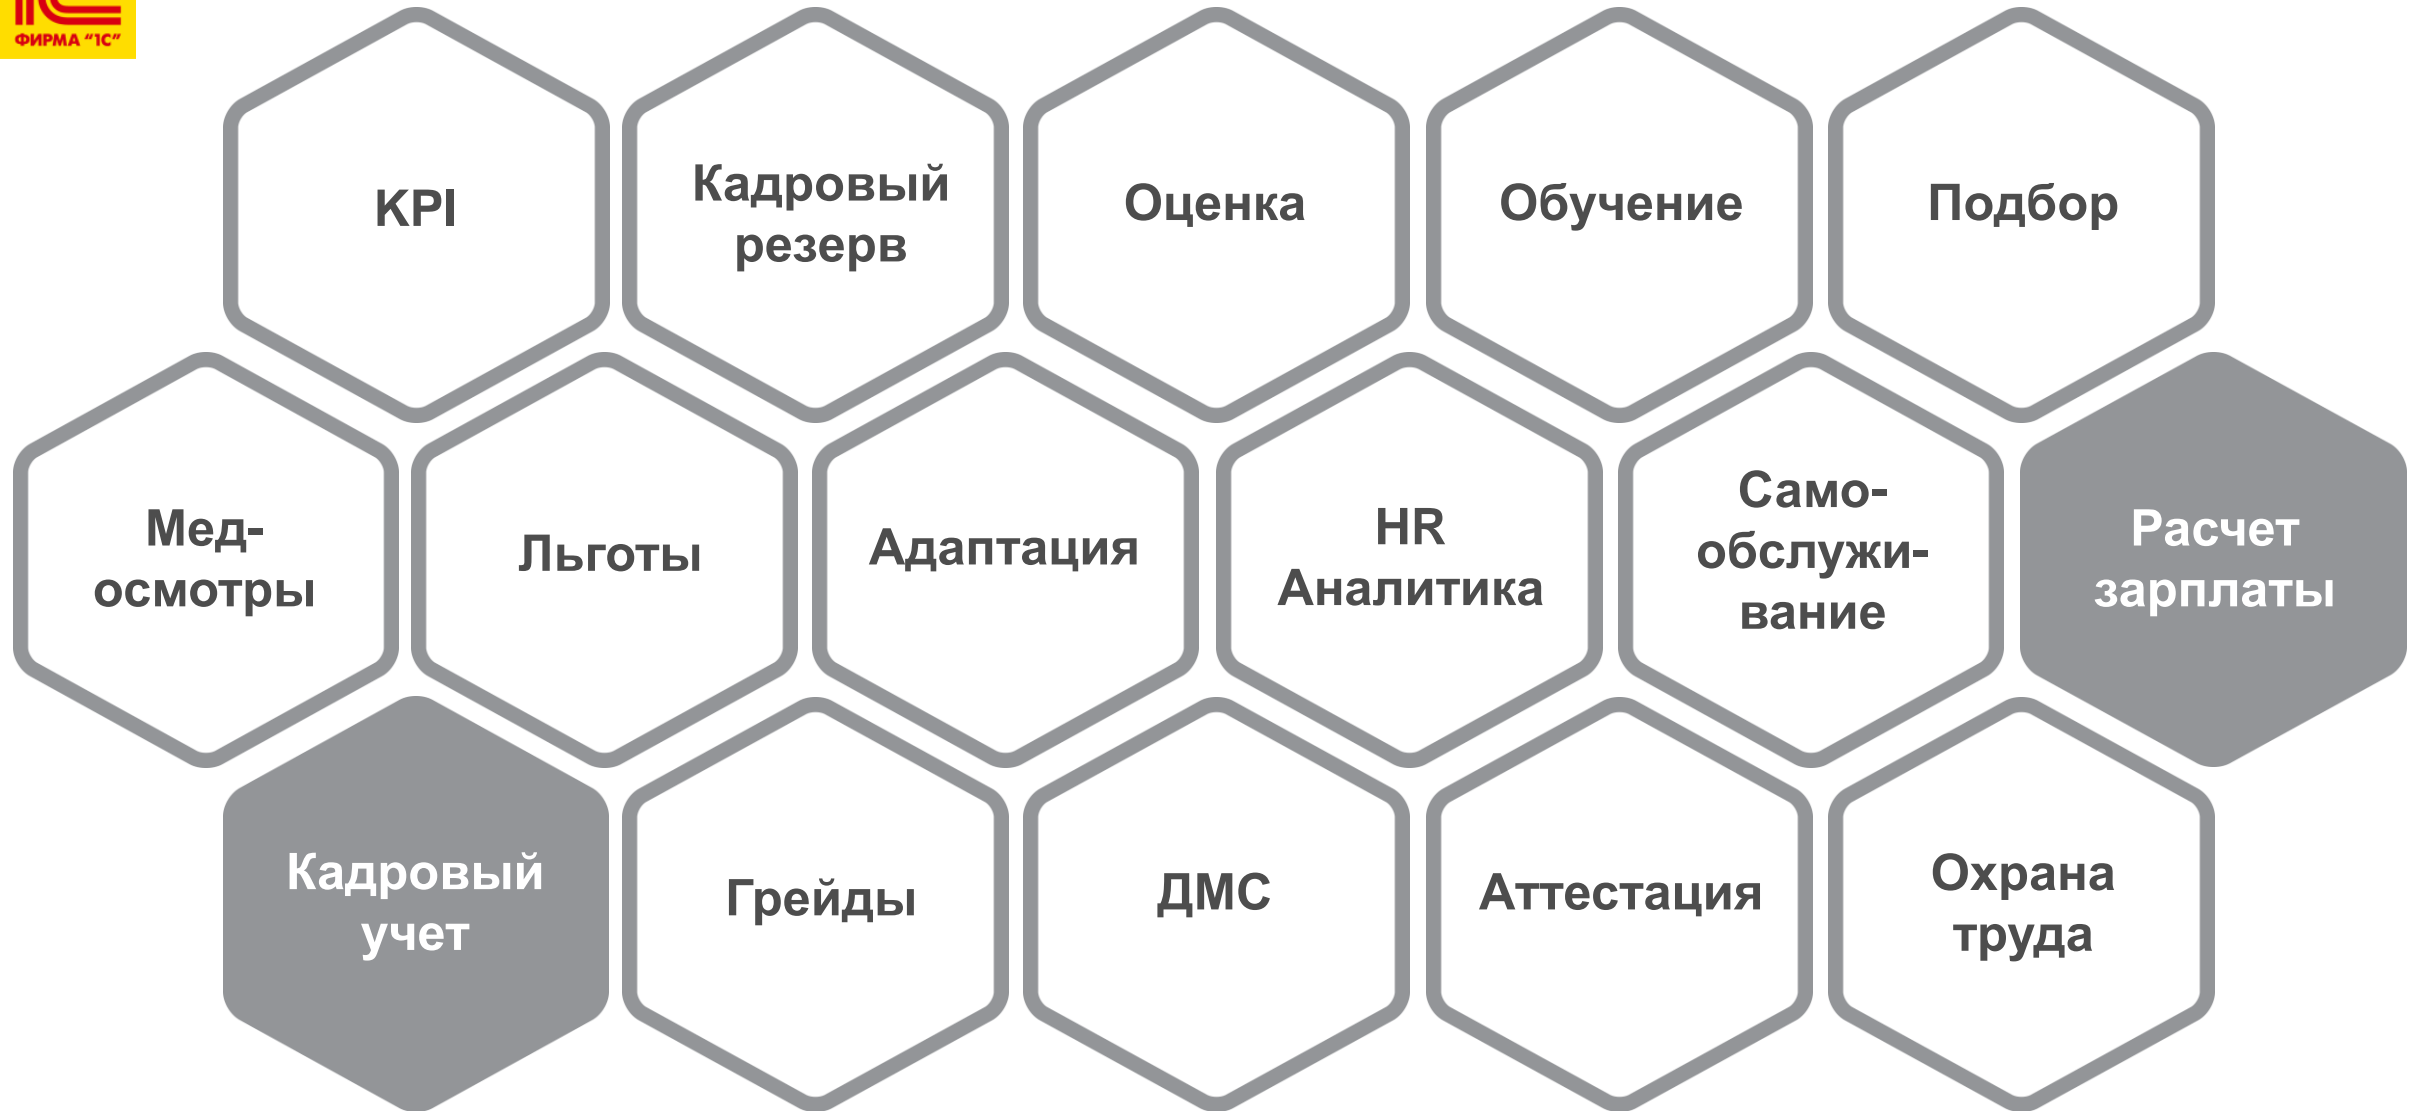 1С
ФИРМА "1С"
KPI
Кадровый
резерв
Оценка
Обучение
Подбор
Мед-
осмотры
Льготы
Адаптация
HR
Аналитика
Само-
обслужи-
вание
Расчет
зарплаты
Кадровый
учет
Грейды
ДМС
Аттестация
Охрана
труда